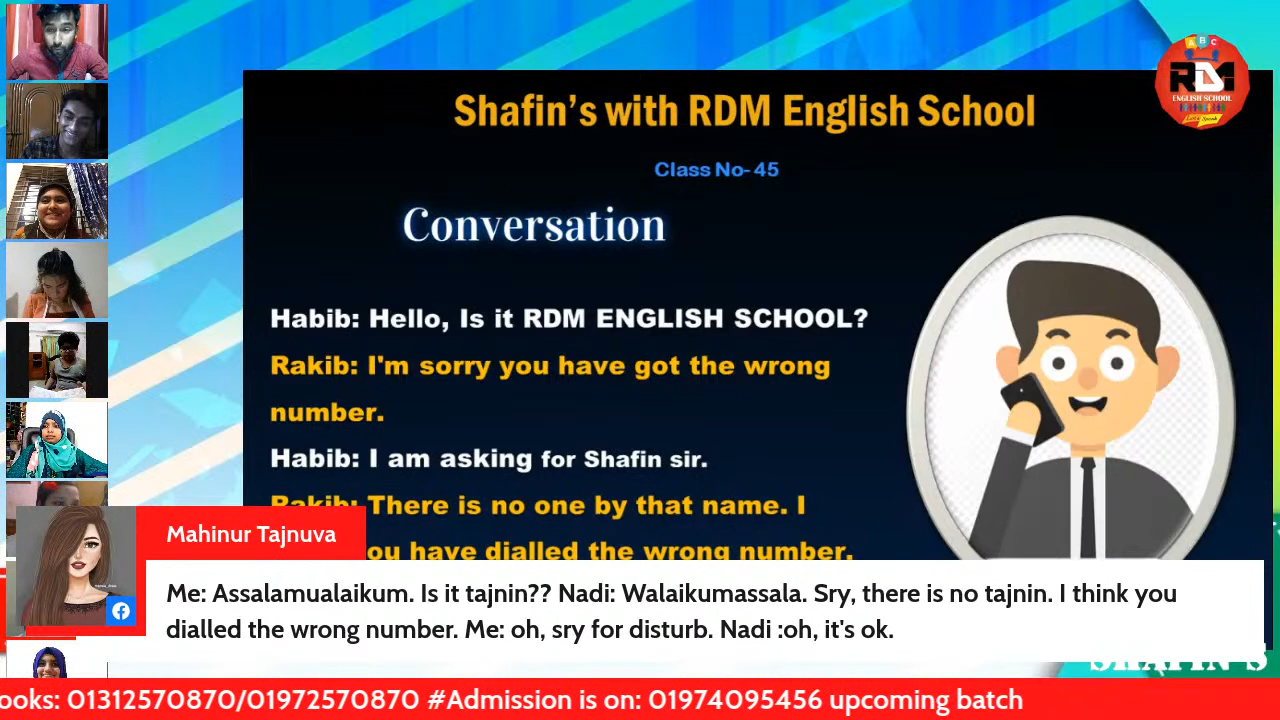 A B C
RDM
ENGLISH SCHOOL
Shafin's with RDM English School
Class No- 45
Conversation
Habib: Hello, Is it RDM ENGLISH SCHOOL?
Rakib: I'm sorry you have got the wrong
number.
Habib: I am asking for Shafin sir.
Rakib: There is no one by that name. I
ou have dialled the wrong number.
Mahinur Tajnuva
Me: Assalamualaikum. Is it tajnin?? Nadi: Walaikumassala. Sry, there is no tajnin. I think you
dialled the wrong number. Me: oh, sry for disturb. Nadi :oh, it's ok.
SHAFIN'S
ooks: 01312570870/01972570870 #Admission is on: 01974095456 upcoming batch